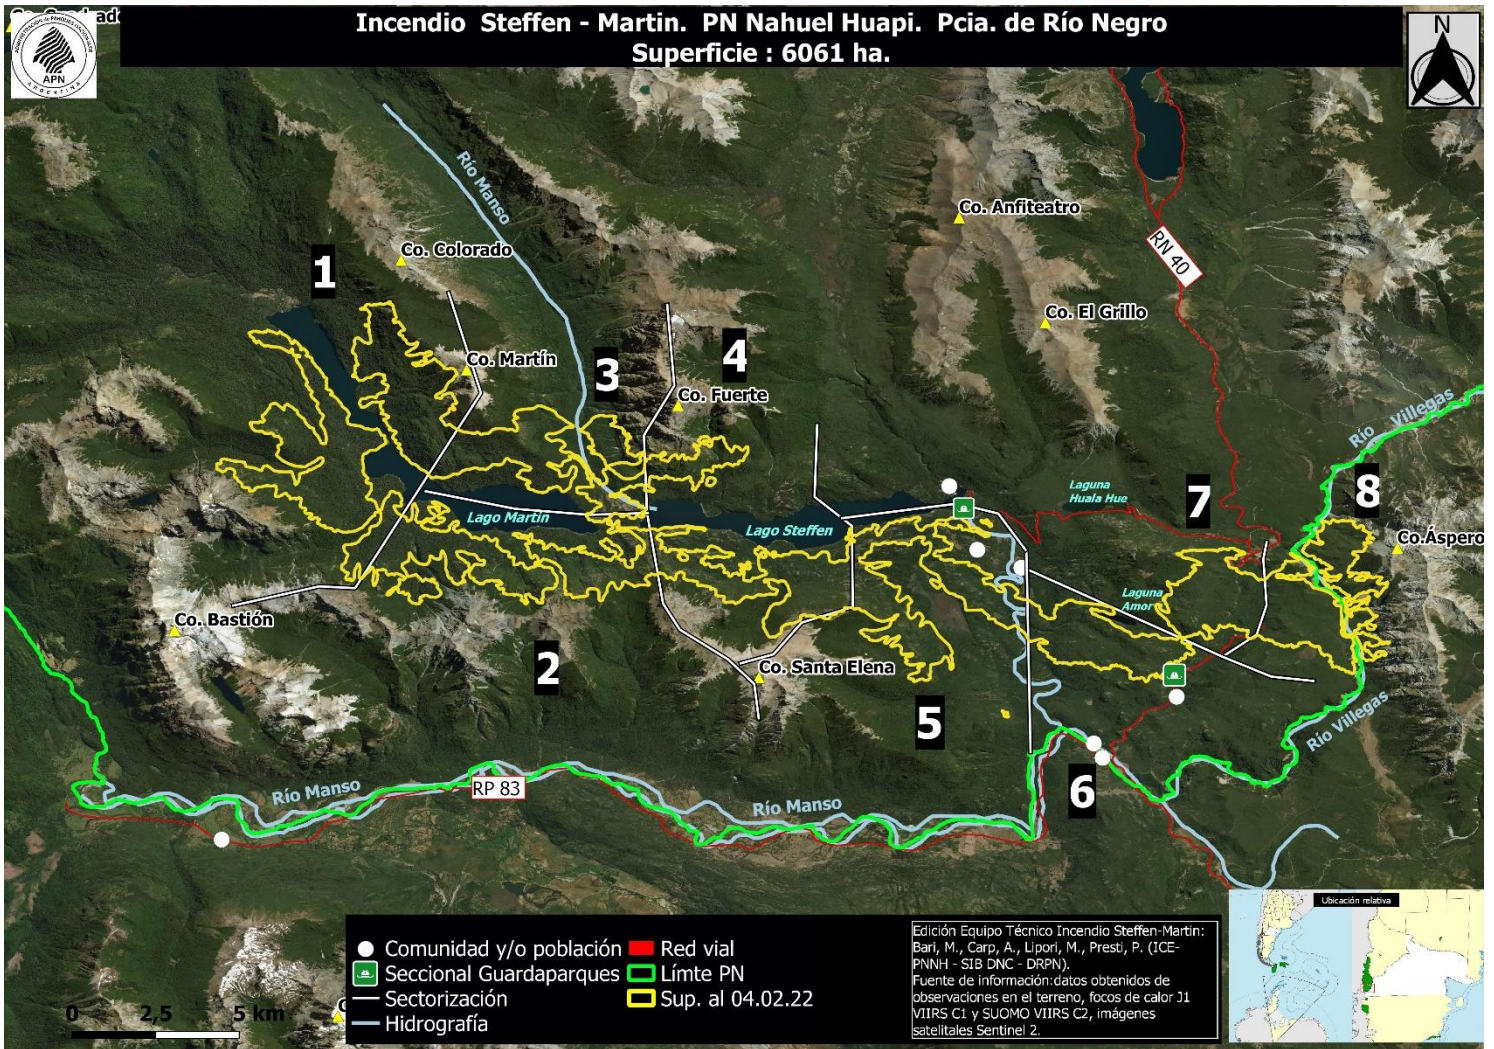 Incendio Steffen - Martin. PN Nahuel Huapi. Pcia. de Río Negro
Superficie : 6061 ha.
APN
ARGENTINA
N
Río Manso
Co. Anfiteatro
Co. Colorado
RN 40
1
Co. El Grillo
Co. Martín
3
4
Co. Fuerte
Río Villegas
Laguna
Huala Hue
7
8
Lago Martin
Lago Steffen
Co.Áspero
Laguna
Amor
Co. Bastión
2
Co. Santa Elena
5
Río Villegas
Río Manso
RP 83
Río Manso
6
Comunidad y/o población
Seccional Guardaparques
Sectorización
Hidrografía
Red vial
Límte PN
Sup. al 04.02.22
0 2,5 5 km
Edición Equipo Técnico Incendio Steffen-Martin:
Bari, M., Carp, A., Lipori, M., Presti, P. (ICE-
PNNH - SIB DNC - DRPN).
Fuente de información:datos obtenidos de
observaciones en el terreno, focos de calor J1
VIIRS C1 y SUOMO VIIRS C2, imágenes
satelitales Sentinel 2.
Ubicación relativa